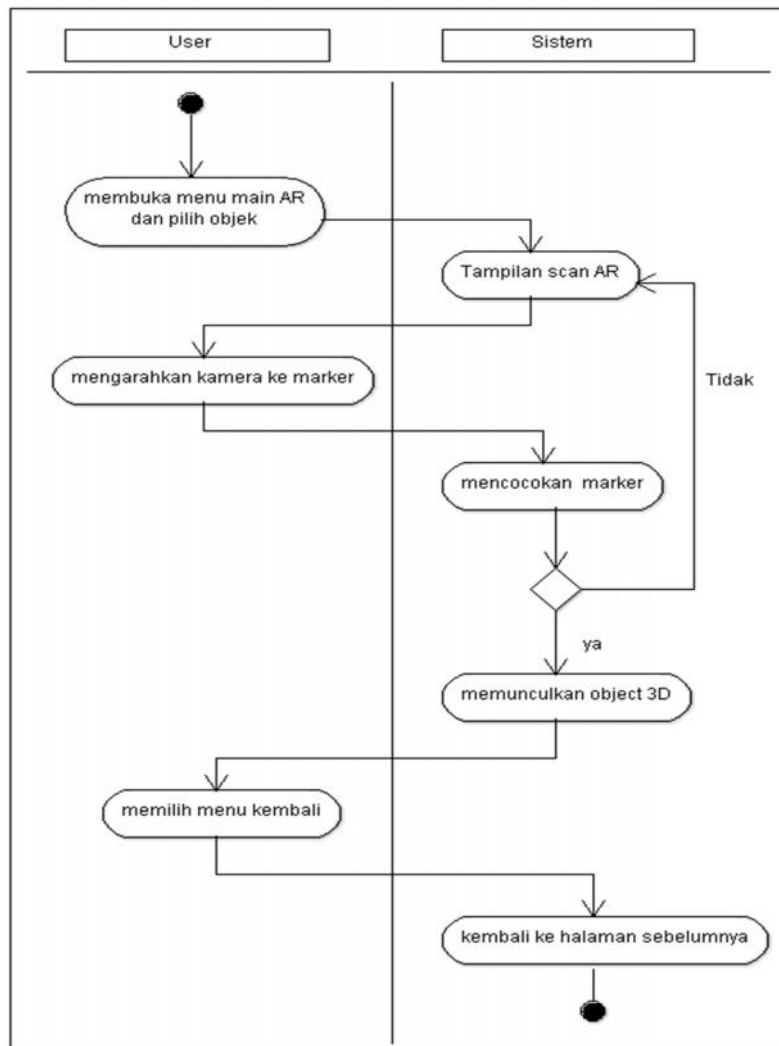 User
Sistem
membuka menu main AR
dan pilih objek
Tampilan scan AR
mengarahkan kamera ke marker
Tidak
mencocokan marker
ya
memunculkan object 3D
memilih menu kembali
kembali ke halaman sebelumnya